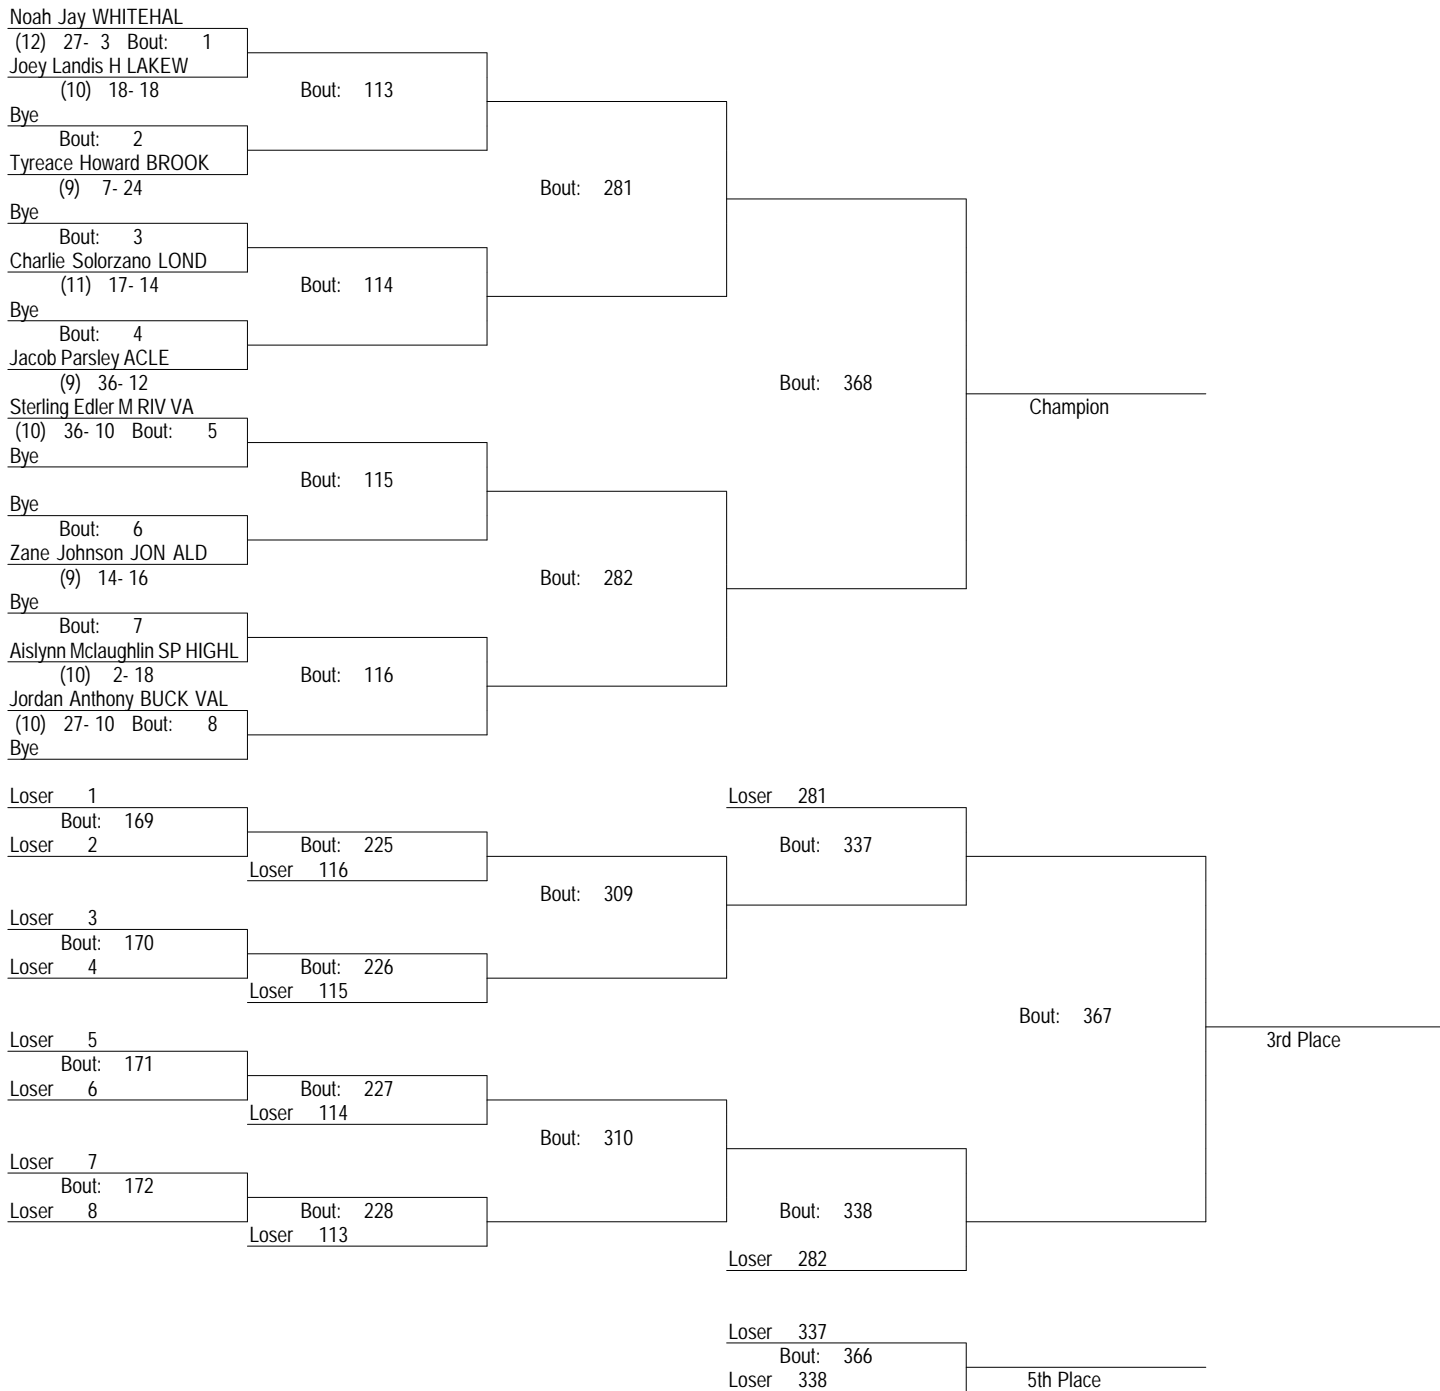 Noah Jay WHITEHAL
(12) 27- 3 Bout: 1
Joey Landis H LAKEW
(10) 18- 18
Bye
Bout: 2
Tyreace Howard BROOK
(9) 7- 24
Bye
Bout: 3
Charlie Solorzano LOND
(11) 17- 14
Bye
Bout: 4
Jacob Parsley ACLE
(9) 36- 12
Sterling Edler M RIV VA
(10) 36- 10 Bout: 5
Bye
Bye
Bout: 6
Zane Johnson JON ALD
(9) 14- 16
Bye
Bout: 7
Aislynn Mclaughlin SP HIGHL
(10) 2- 18
Jordan Anthony BUCK VAL
(10) 27- 10 Bout: 8
Bye
Bout: 113
Bout: 114
Bout: 115
Bout: 116
Bout: 281
Bout: 282
Bout: 368
Champion
Loser 1
Bout: 169
Loser 2
Loser 3
Bout: 170
Loser 4
Loser 5
Bout: 171
Loser 6
Loser 7
Bout: 172
Loser 8
Bout: 225
Loser 116
Bout: 226
Loser 115
Bout: 227
Loser 114
Bout: 228
Loser 113
Bout: 309
Bout: 310
Loser 281
Bout: 337
Bout: 338
Loser 282
Bout: 367
3rd Place
Loser 337
Bout: 366
Loser 338
5th Place